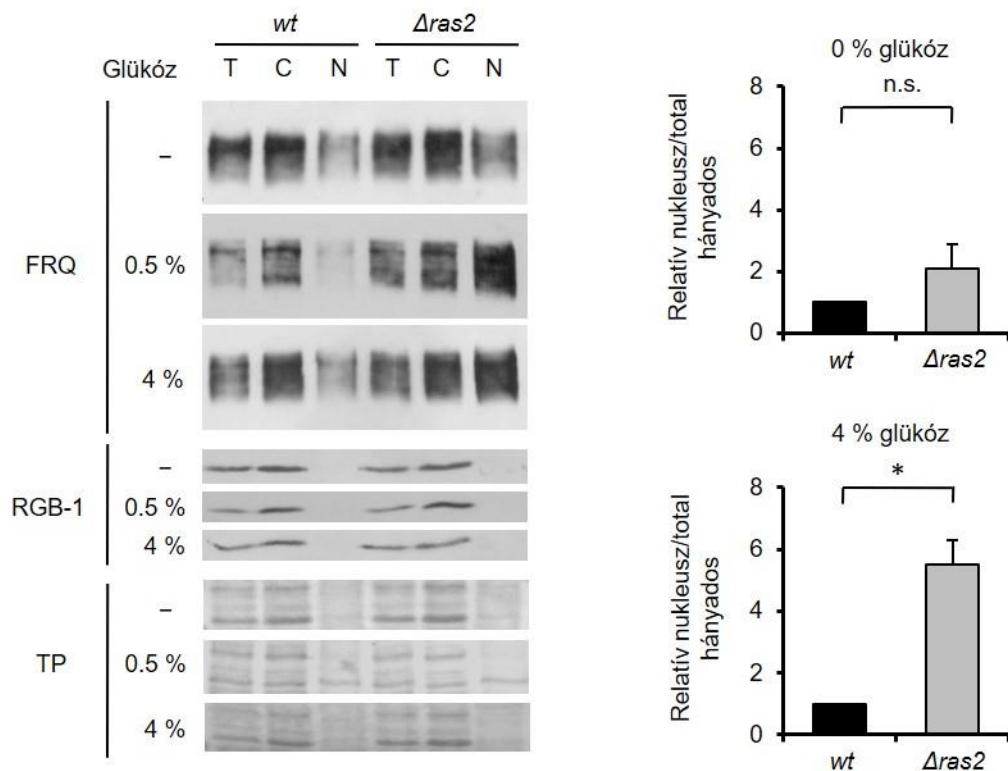 wt Δras2
Glükóz T C N T C N
–
FRQ 0.5 %
4 %
–
RGB-1 0.5 %
4 %
–
TP 0.5 %
4 %
0 % glükóz
n.s.
8
6
4
2
0
Relatív nukleusz/total
hányados
wt Δras2
4 % glükóz
*
8
6
4
2
0
Relatív nukleusz/total
hányados
wt Δras2